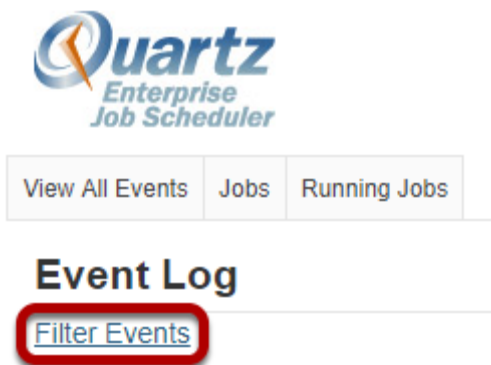 Quartz
Enterprise
Job Scheduler
View All Events Jobs Running Jobs
Event Log
Filter Events